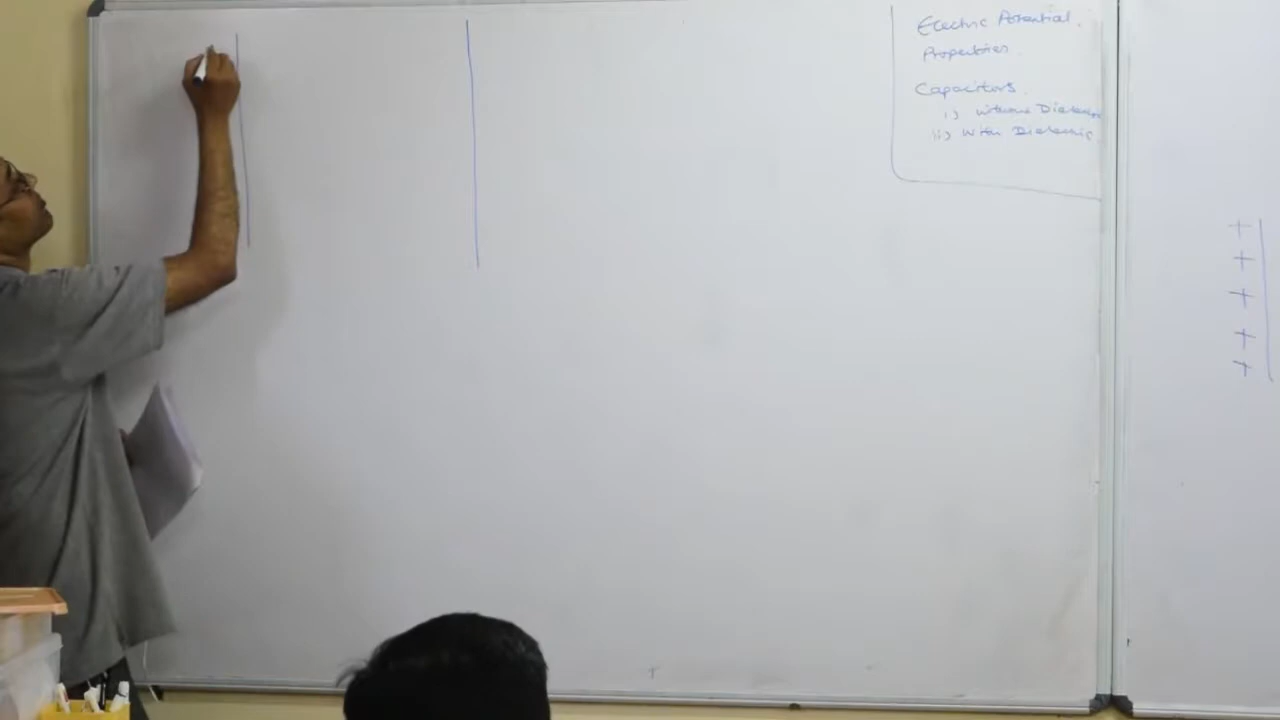 Electric Potential.
Properties
Capacitors.
i) without Dielectric
ii) With Dielectric
+
+
+
+
+